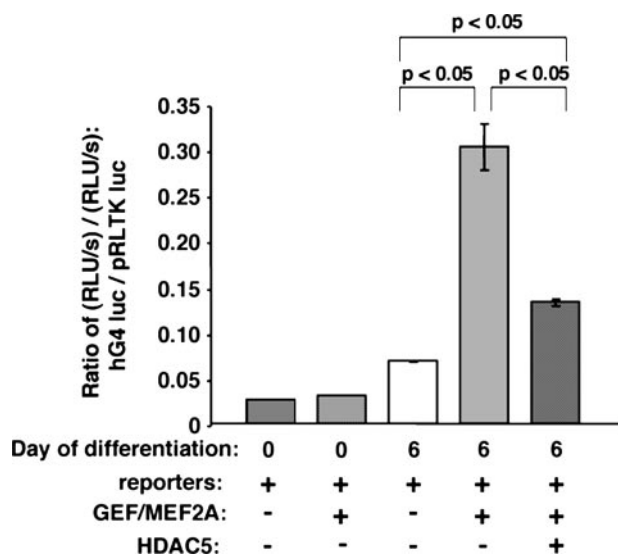 p < 0.05
p < 0.05 p < 0.05
Ratio of (RLU/s) / (RLU/s):
hG4 luc / pRLTK luc
0.35
0.30
0.25
0.20
0.15
0.10
0.05
0
Day of differentiation: 0 0 6 6 6
reporters: + + + + +
GEF/MEF2A: - + - + +
HDAC5: - - - - +